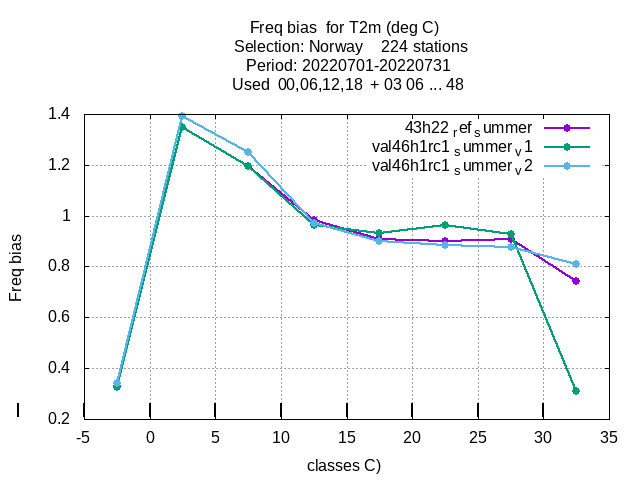 Freq bias  for T2m (deg C)
Selection: Norway    224 stations
Period: 20220701-20220731
Used  00,06,12,18  + 03 06 ... 48
43h22 ref summer
val46h1rc1 summer v1
val46h1rc1 summer v2
1.4
1.2
1
0.8
0.6
0.4
0.2
Freq bias
-5 0 5 10 15 20 25 30 35
classes C)